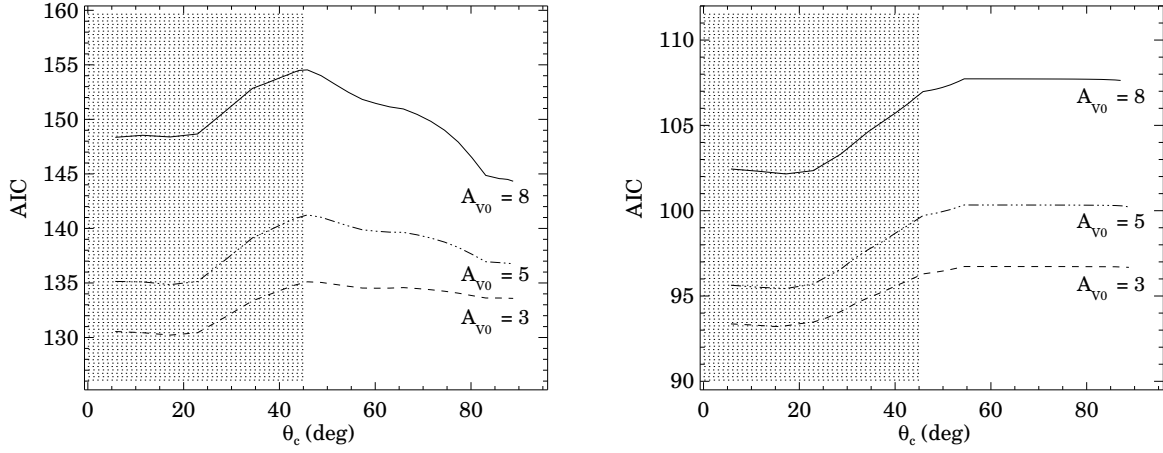 160
155
150
145
140
135
130
AIC
A_V0 = 8
A_V0 = 5
A_V0 = 3
0 20 40 60 80
θ_c (deg)
110
105
100
95
90
AIC
A_V0 = 8
A_V0 = 5
A_V0 = 3
0 20 40 60 80
θ_c (deg)